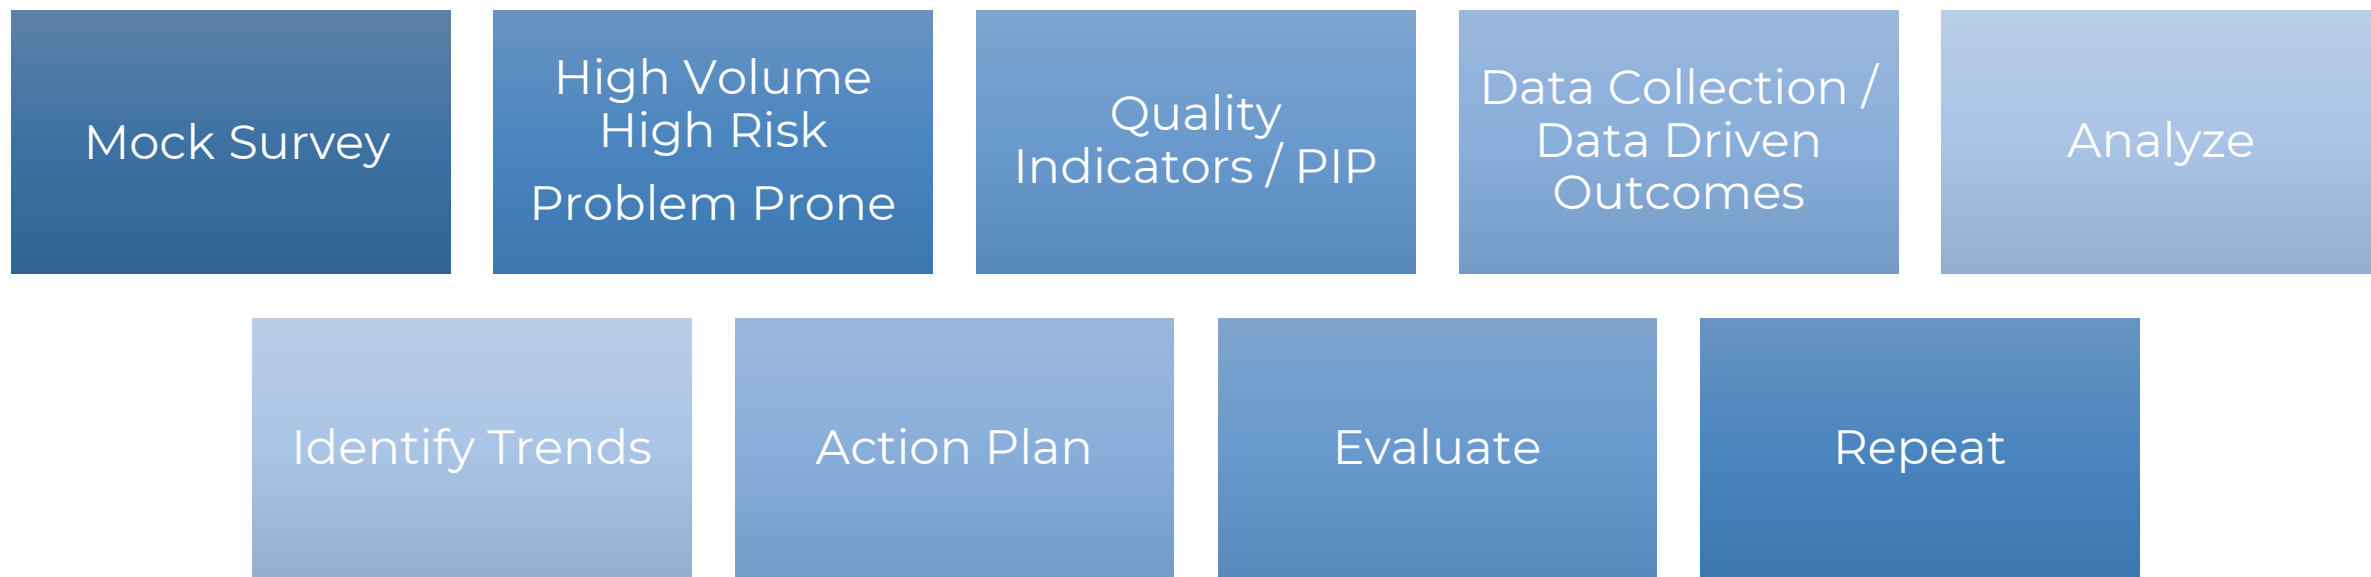 Mock Survey
High Volume
High Risk
Problem Prone
Quality
Indicators / PIP
Data Collection /
Data Driven
Outcomes
Analyze
Identify Trends
Action Plan
Evaluate
Repeat